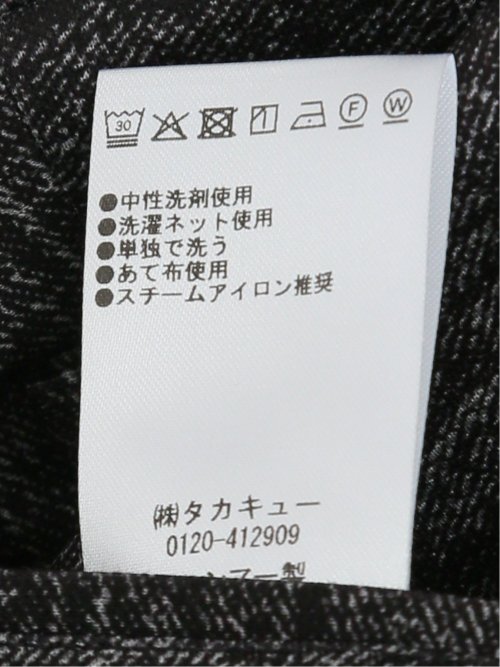 30 F W
●中性洗剤使用
●洗濯ネット使用
●単独で洗う
●あて布使用
●スチームアイロン推奨
㈱タカキュー
0120-412909